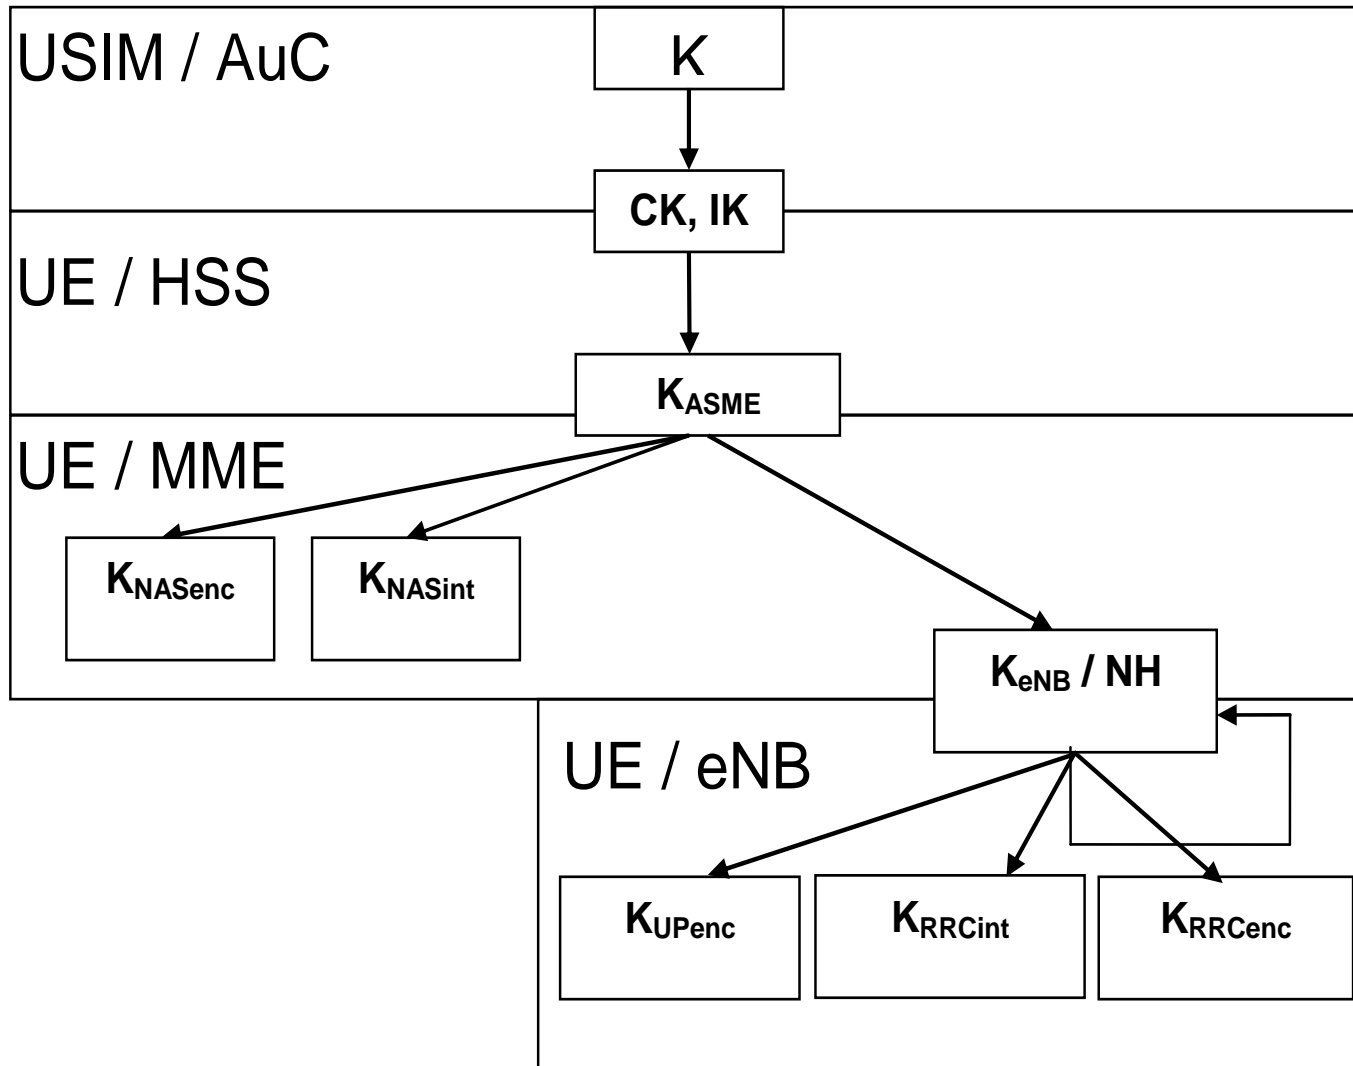 USIM / AuC
K
CK, IK
UE / HSS
KASME
UE / MME
KNASenc
KNASint
KeNB / NH
UE / eNB
KUPenc
KRRCint
KRRCenc